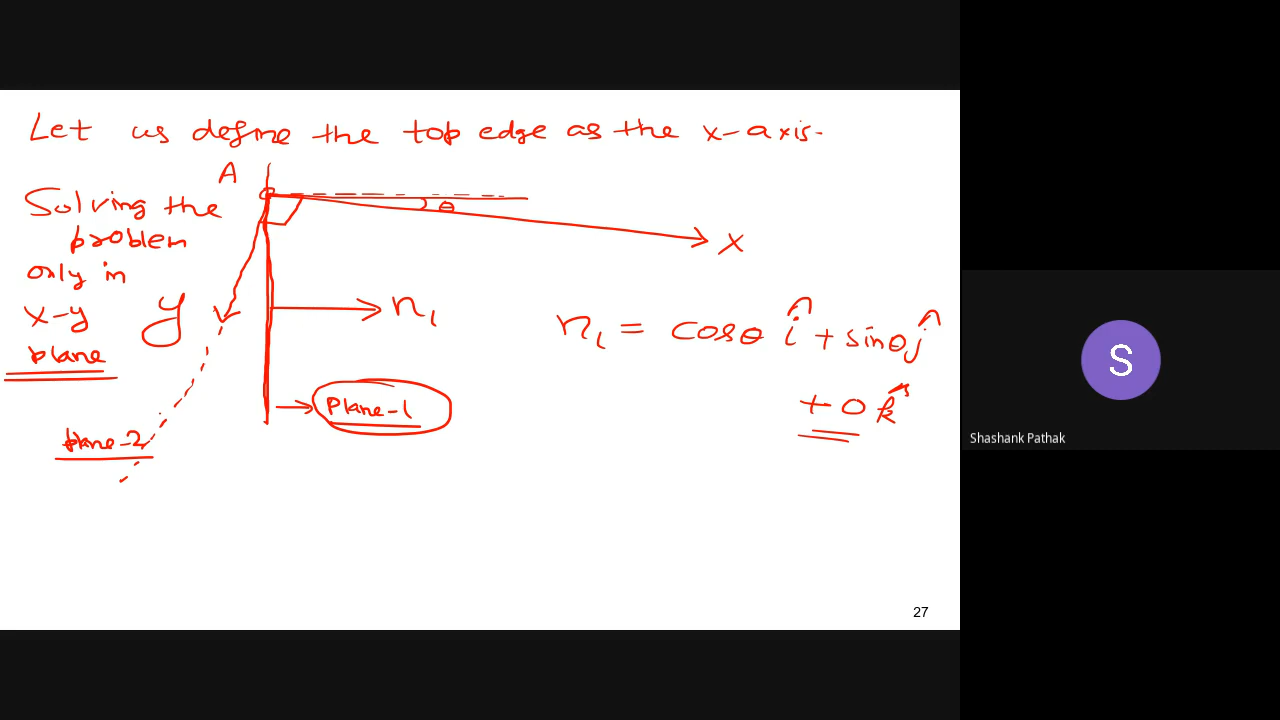 Let us define the top edge as the x-axis.
A
Solving the
problem
only in
x-y
plane
θ
x
y
n₁
n₁ = cosθ î + sinθ ĵ
+ 0 k̂
Plane-1
Plane-2
27
S
Shashank Pathak